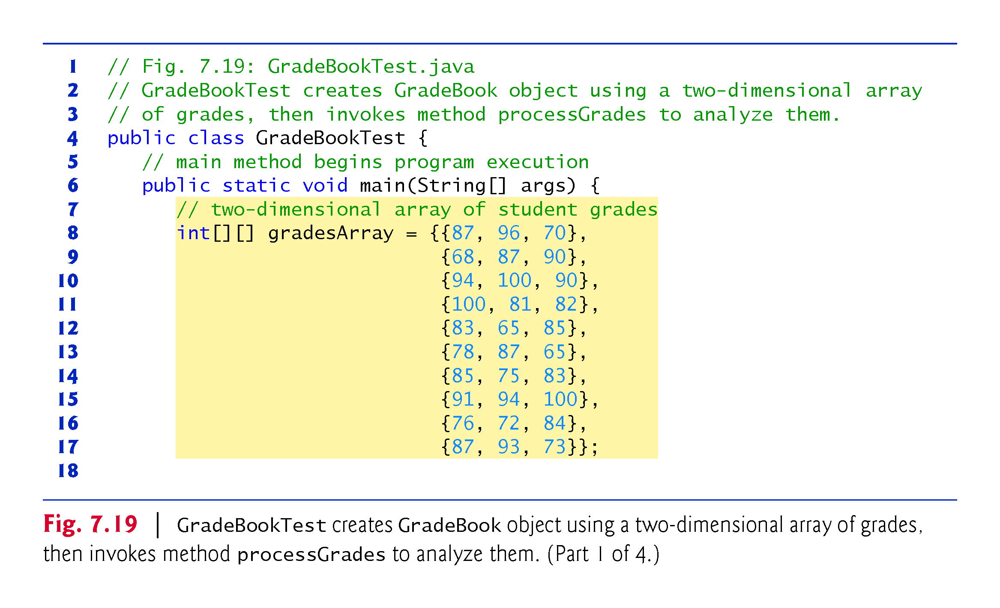 1 // Fig. 7.19: GradeBookTest.java
2 // GradeBookTest creates GradeBook object using a two-dimensional array
3 // of grades, then invokes method processGrades to analyze them.
4 public class GradeBookTest {
5 // main method begins program execution
6 public static void main(String[] args) {
7 // two-dimensional array of student grades
8 int[][] gradesArray = {{87, 96, 70},
9 {68, 87, 90},
10 {94, 100, 90},
11 {100, 81, 82},
12 {83, 65, 85},
13 {78, 87, 65},
14 {85, 75, 83},
15 {91, 94, 100},
16 {76, 72, 84},
17 {87, 93, 73}};
18
Fig. 7.19 | GradeBookTest creates GradeBook object using a two-dimensional array of grades,
then invokes method processGrades to analyze them. (Part 1 of 4.)